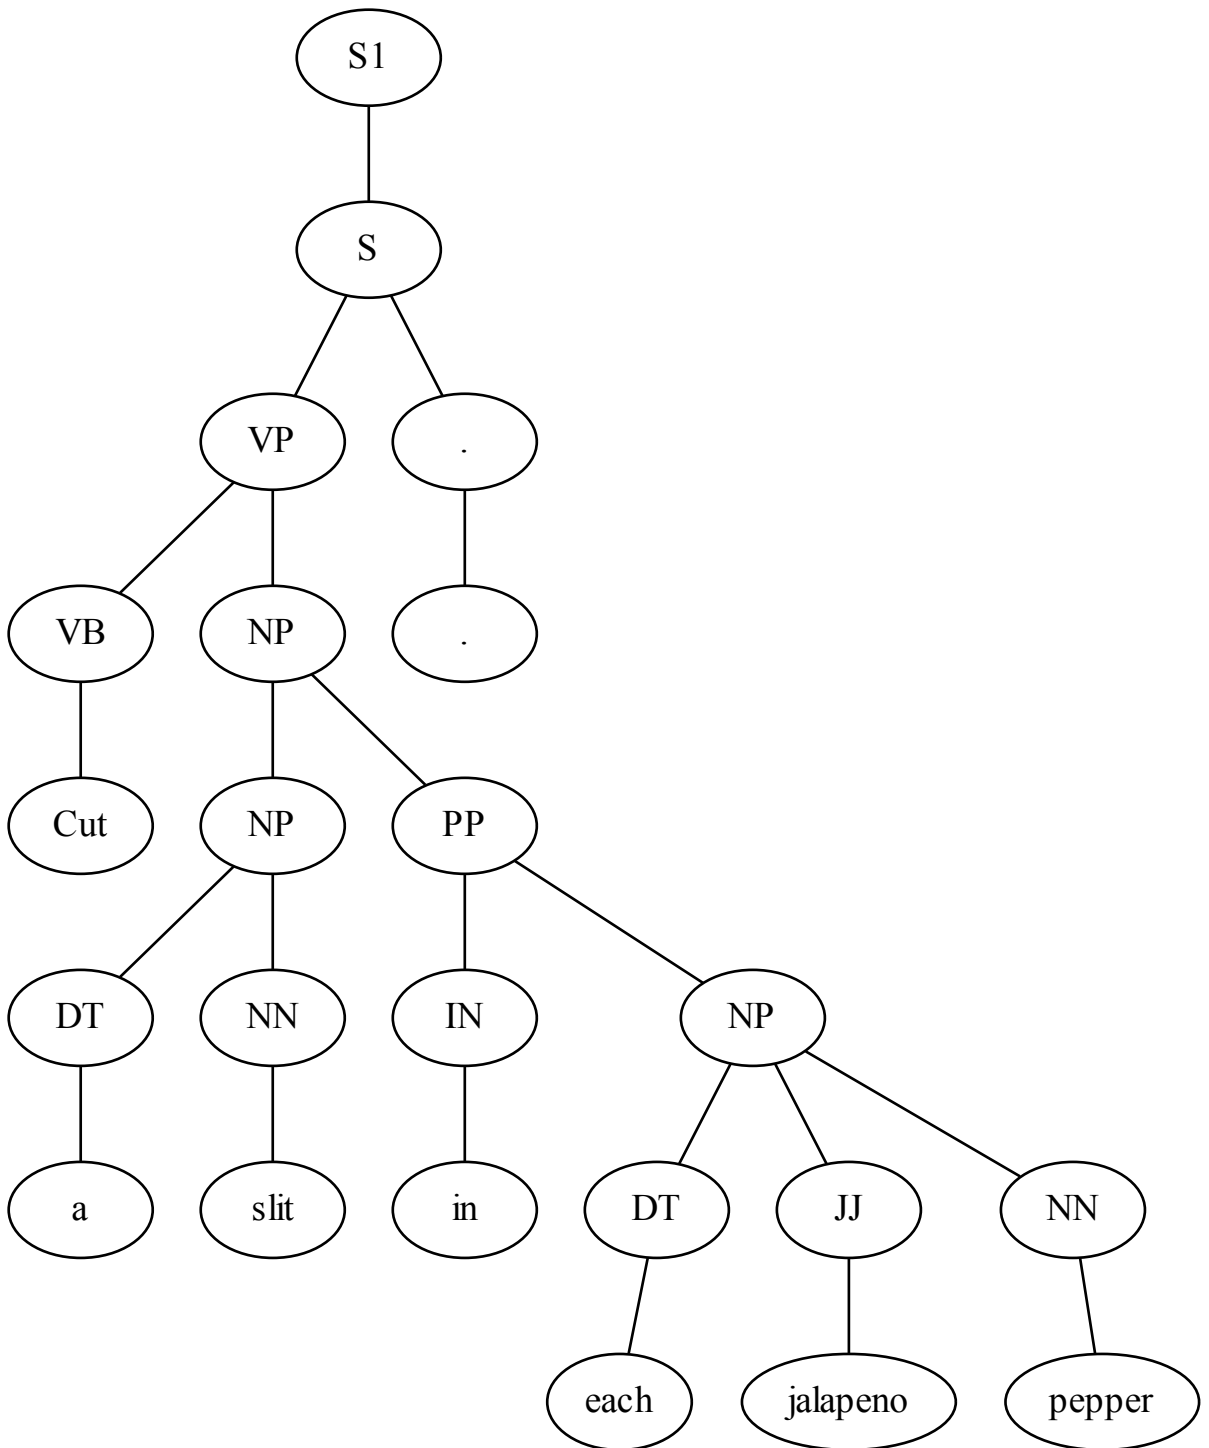 S1
S
VP .
VB NP .
Cut NP PP
DT NN IN NP
a slit in DT JJ NN
each jalapeno pepper